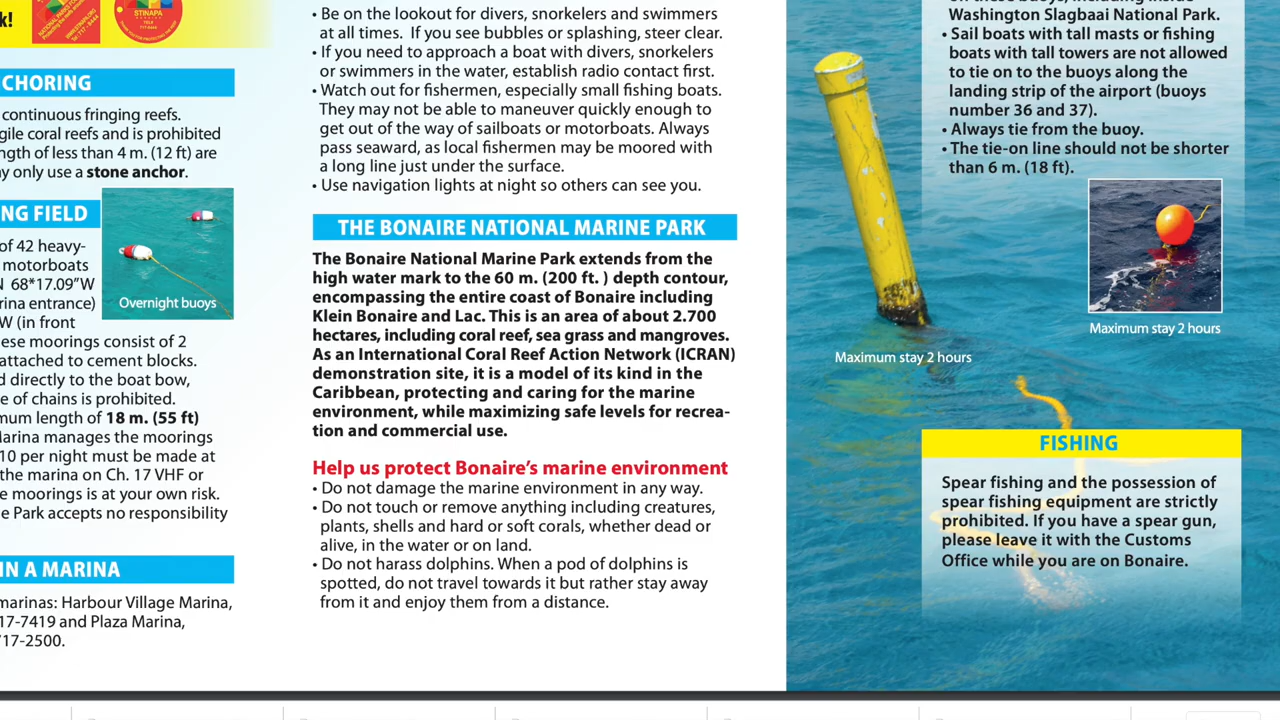 k!
STINAPA
BONAIRE
• Be on the lookout for divers, snorkelers and swimmers
at all times. If you see bubbles or splashing, steer clear.
• If you need to approach a boat with divers, snorkelers
or swimmers in the water, establish radio contact first.
• Watch out for fishermen, especially small fishing boats.
They may not be able to maneuver quickly enough to
get out of the way of sailboats or motorboats. Always
pass seaward, as local fishermen may be moored with
a long line just under the surface.
• Use navigation lights at night so others can see you.
CHORING
continuous fringing reefs.
gile coral reefs and is prohibited
ngth of less than 4 m. (12 ft) are
ay only use a stone anchor.
NG FIELD
of 42 heavy-
motorboats
N 68*17.09”W
rina entrance)
W (in front
ese moorings consist of 2
attached to cement blocks.
d directly to the boat bow,
e of chains is prohibited.
mum length of 18 m. (55 ft)
Marina manages the moorings
10 per night must be made at
the marina on Ch. 17 VHF or
e moorings is at your own risk.
e Park accepts no responsibility
Overnight buoys
IN A MARINA
marinas: Harbour Village Marina,
17-7419 and Plaza Marina,
717-2500.
THE BONAIRE NATIONAL MARINE PARK
The Bonaire National Marine Park extends from the
high water mark to the 60 m. (200 ft. ) depth contour,
encompassing the entire coast of Bonaire including
Klein Bonaire and Lac. This is an area of about 2.700
hectares, including coral reef, sea grass and mangroves.
As an International Coral Reef Action Network (ICRAN)
demonstration site, it is a model of its kind in the
Caribbean, protecting and caring for the marine
environment, while maximizing safe levels for recrea-
tion and commercial use.
Help us protect Bonaire’s marine environment
• Do not damage the marine environment in any way.
• Do not touch or remove anything including creatures,
plants, shells and hard or soft corals, whether dead or
alive, in the water or on land.
• Do not harass dolphins. When a pod of dolphins is
spotted, do not travel towards it but rather stay away
from it and enjoy them from a distance.
on these buoys, including inside
Washington Slagbaai National Park.
• Sail boats with tall masts or fishing
boats with tall towers are not allowed
to tie on to the buoys along the
landing strip of the airport (buoys
number 36 and 37).
• Always tie from the buoy.
• The tie-on line should not be shorter
than 6 m. (18 ft).
Maximum stay 2 hours
Maximum stay 2 hours
FISHING
Spear fishing and the possession of
spear fishing equipment are strictly
prohibited. If you have a spear gun,
please leave it with the Customs
Office while you are on Bonaire.